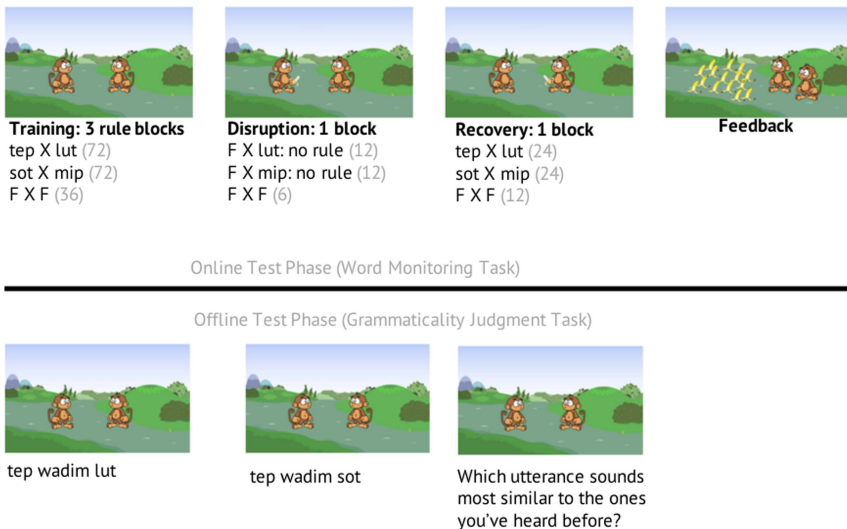 Training: 3 rule blocks
tep X lut (72)
sot X mip (72)
F X F (36)
Disruption: 1 block
F X lut: no rule (12)
F X mip: no rule (12)
F X F (6)
Recovery: 1 block
tep X lut (24)
sot X mip (24)
F X F (12)
Feedback
Online Test Phase (Word Monitoring Task)
Offline Test Phase (Grammaticality Judgment Task)
tep wadim lut
tep wadim sot
Which utterance sounds
most similar to the ones
you've heard before?